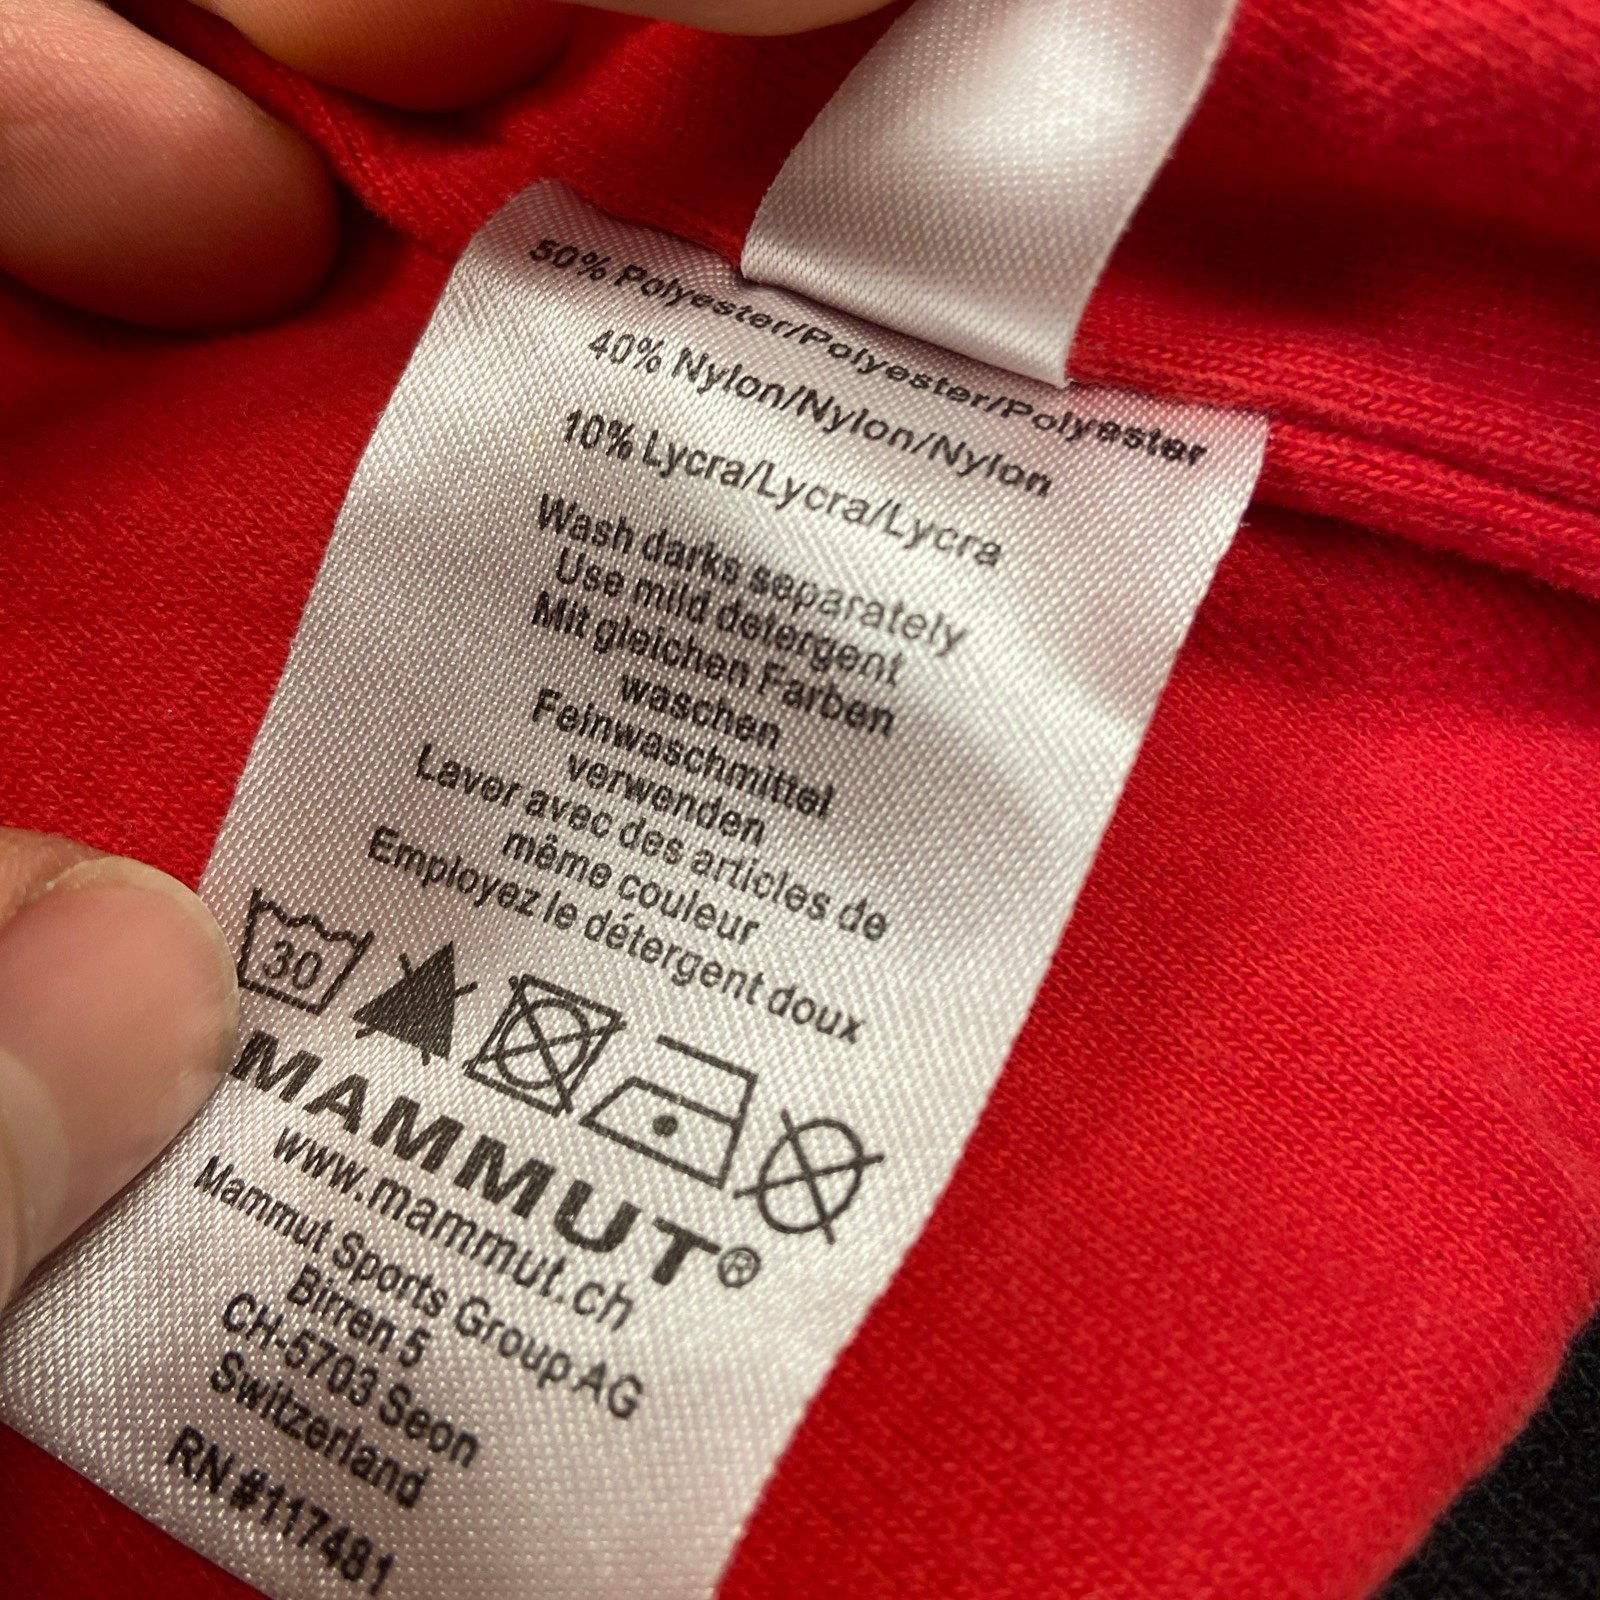 50% Polyester/Polyester/Polyester
40% Nylon/Nylon/Nylon
10% Lycra/Lycra/Lycra
Wash darks separately
Use mild detergent
Mit gleichen Farben
waschen
Feinwaschmittel
verwenden
Laver avec des articles de
même couleur
Employez le détergent doux
30
MAMMUT®
www.mammut.ch
Mammut Sports Group AG
Birren 5
CH-5703 Seon
Switzerland
RN #117481